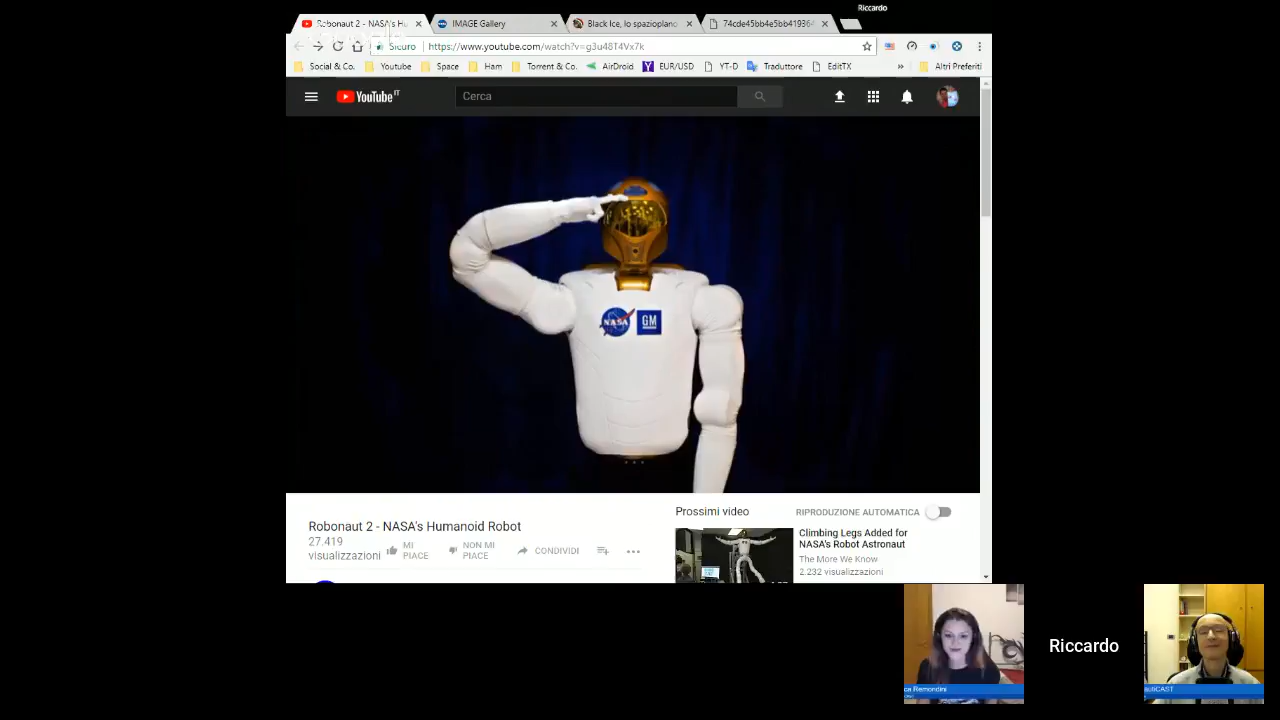 Riccardo
Robonaut 2 - NASA's Hu
IMAGE Gallery
Black Ice, lo spazioplano
74cde45bb4e5bb41936
Sicuro
https://www.youtube.com/watch?v=g3u48T4Vx7k
Social & Co.
Youtube
Space
Ham
Torrent & Co.
AirDroid
EUR/USD
YT-D
Traduttore
EditTX
»
Altri Preferiti
YouTube IT
Cerca
NASA
GM
Robonaut 2 - NASA's Humanoid Robot
27.419
visualizzazioni
MI
PIACE
NON MI
PIACE
CONDIVIDI
Prossimi video
RIPRODUZIONE AUTOMATICA
Climbing Legs Added for
NASA's Robot Astronaut
The More We Know
2.232 visualizzazioni
ca Remondini
Riccardo
autiCAST